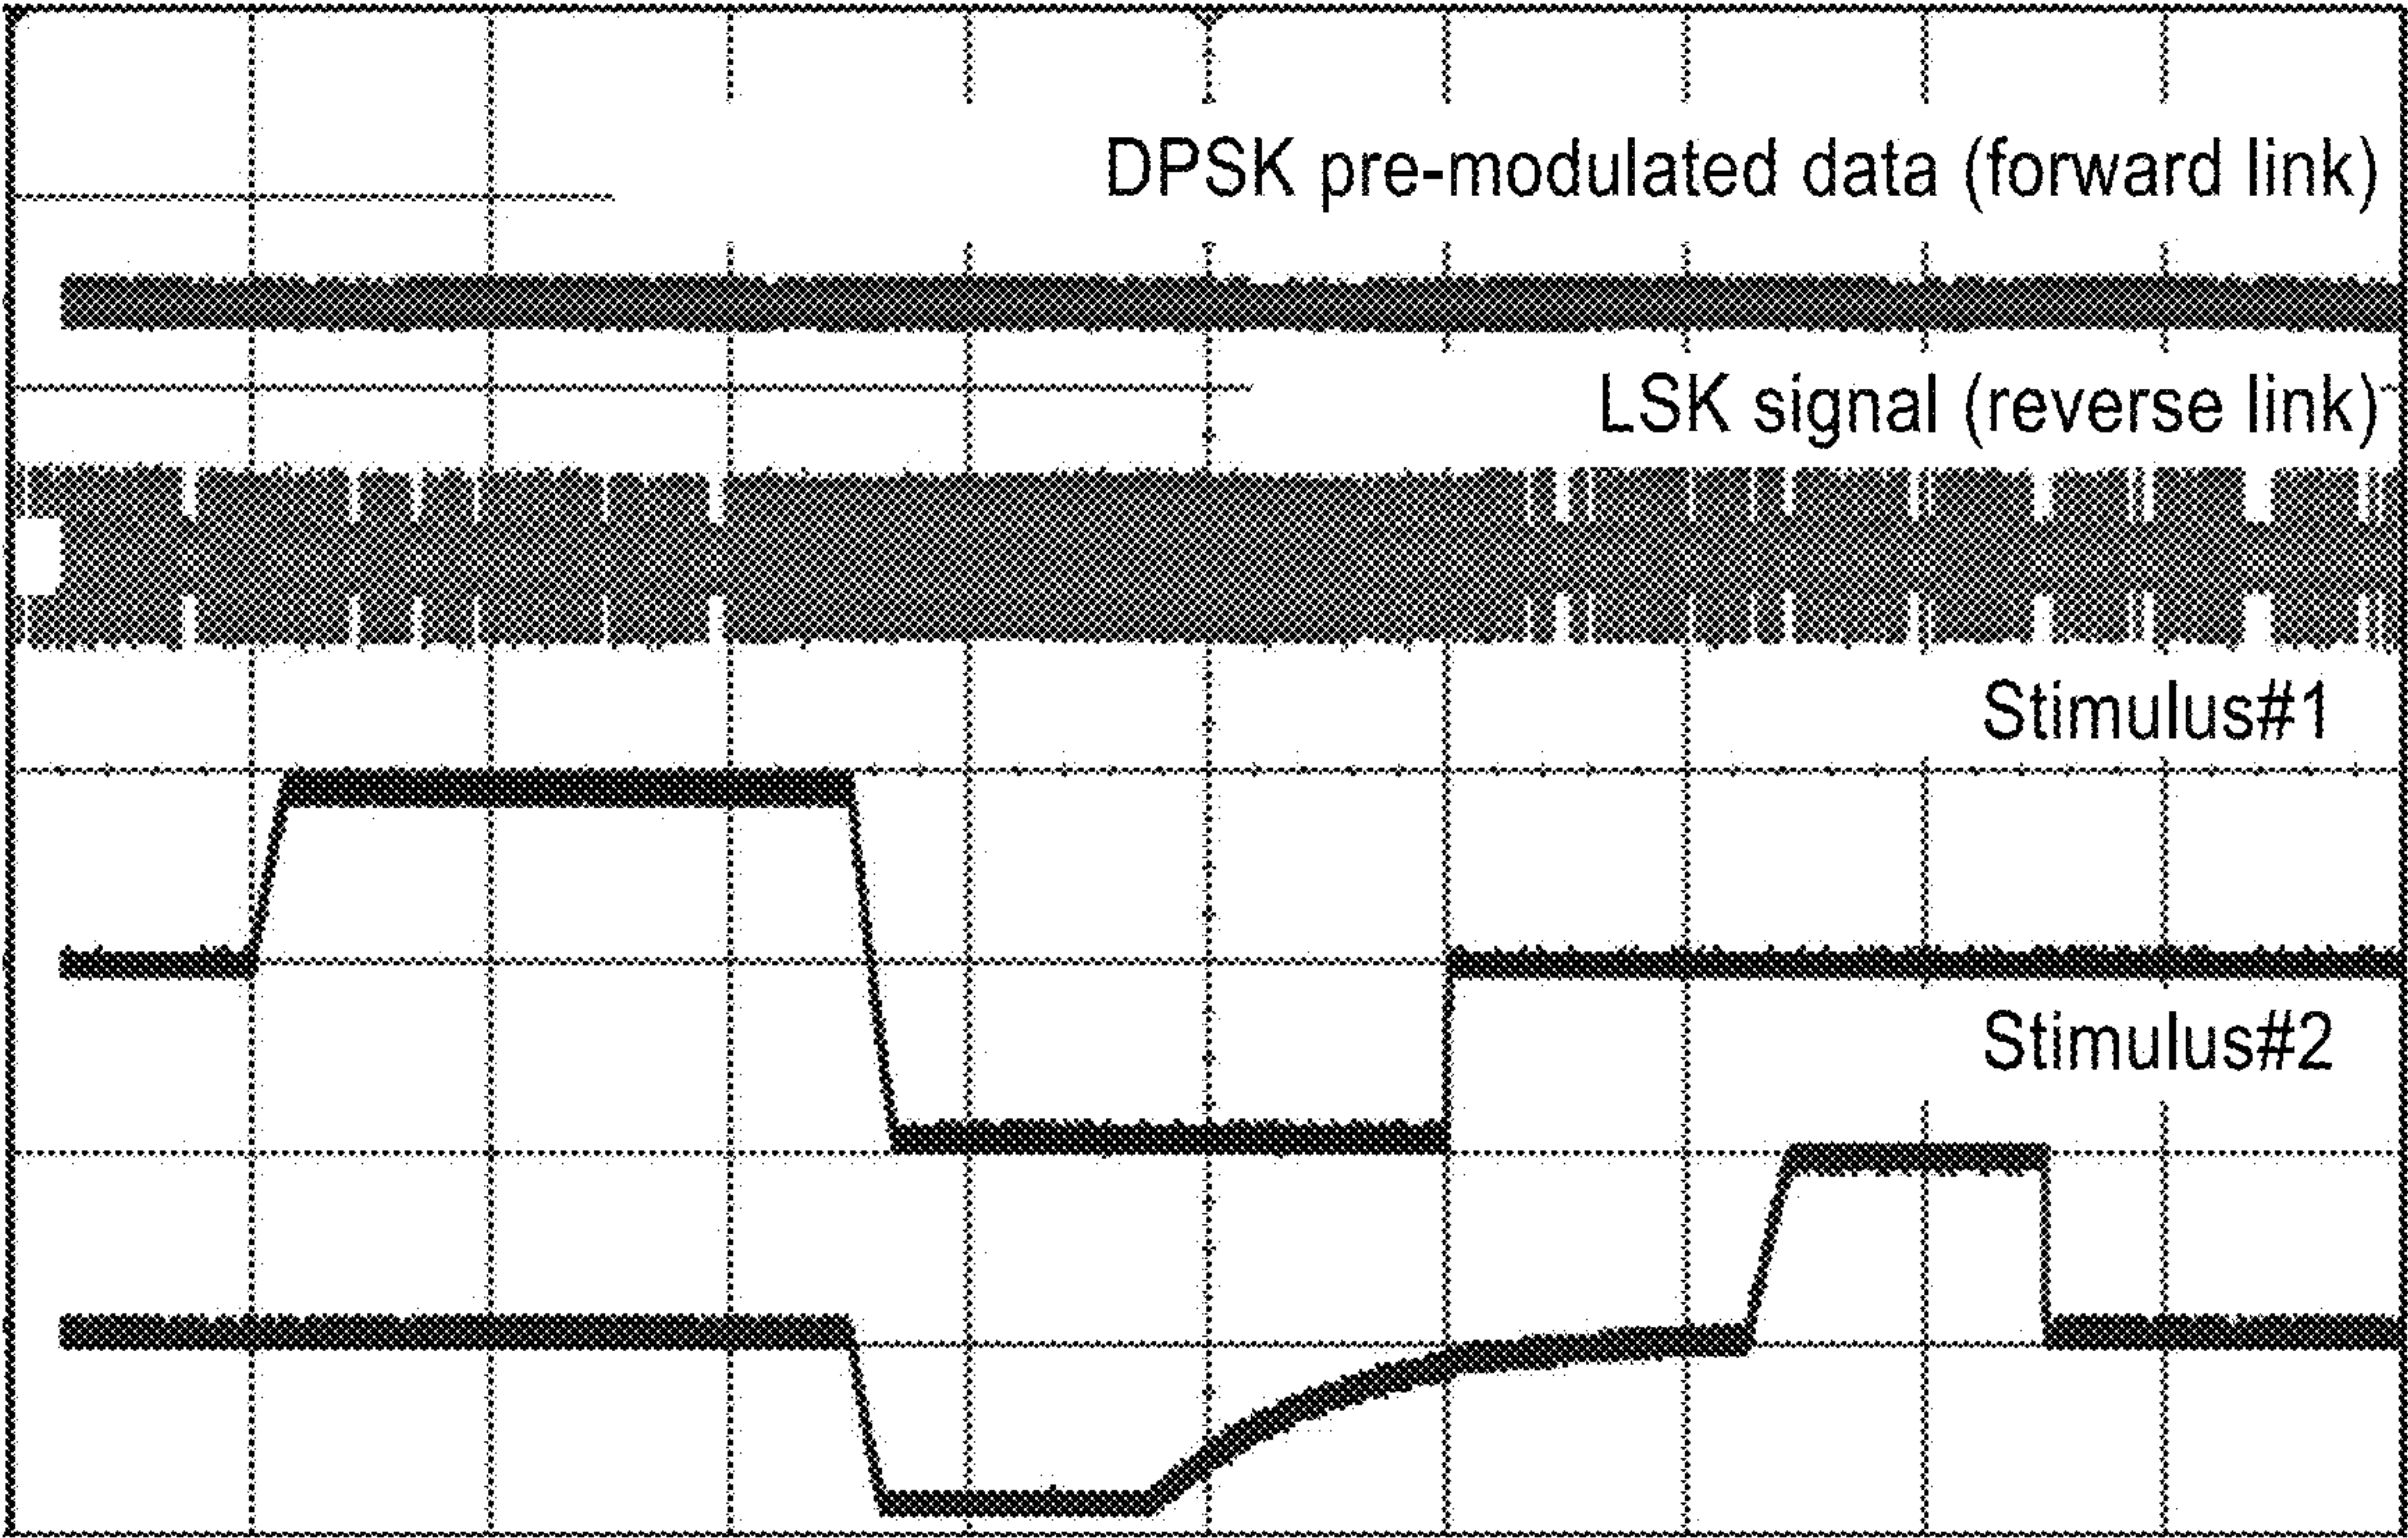 DPSK pre-modulated data (forward link)
LSK signal (reverse link)
Stimulus#1
Stimulus#2